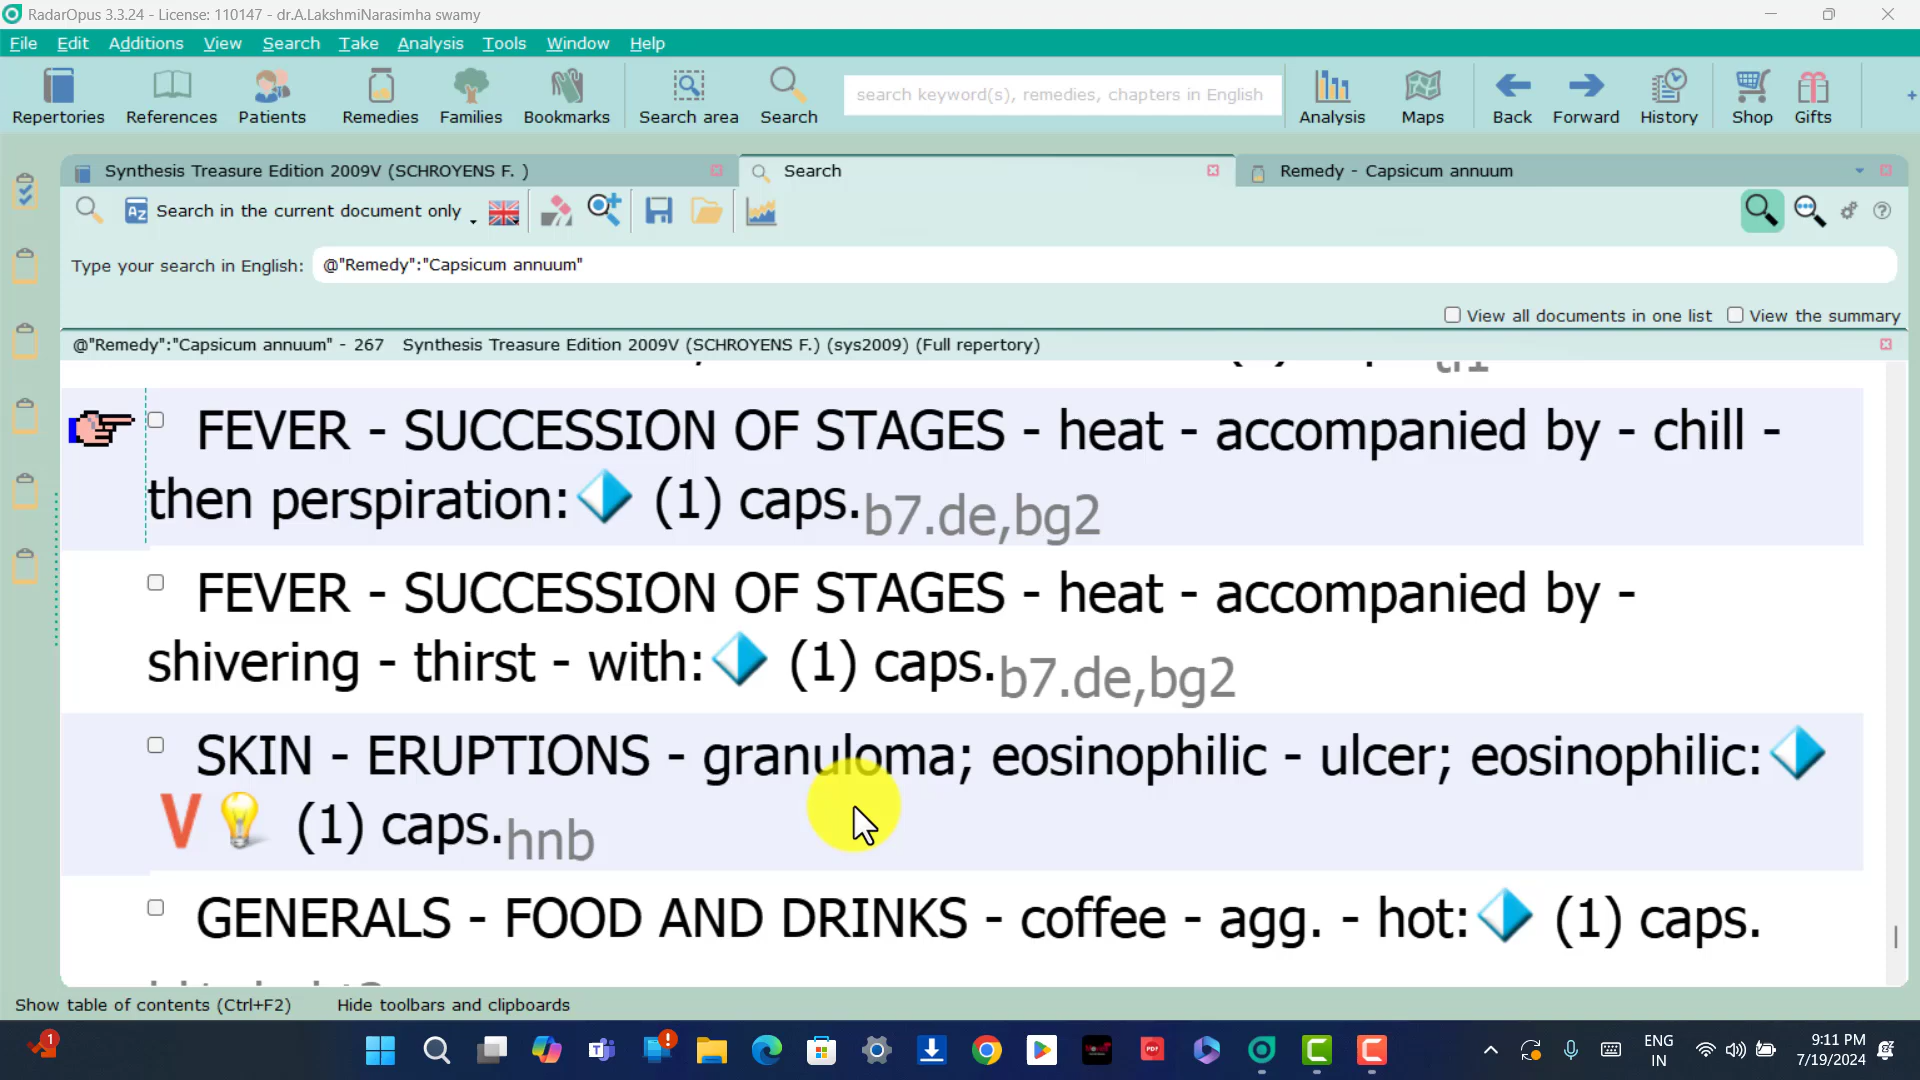 RadarOpus 3.3.24 - License: 110147 - dr.A.LakshmiNarasimha swamy
File Edit Additions View Search Take Analysis Tools Window Help
Repertories References Patients Remedies Families Bookmarks Search area Search search keyword(s), remedies, chapters in English Analysis Maps Back Forward History Shop Gifts
Synthesis Treasure Edition 2009V (SCHROYENS F. ) Search Remedy - Capsicum annuum
Search in the current document only
Type your search in English: @"Remedy":"Capsicum annuum"
View all documents in one list View the summary
@"Remedy":"Capsicum annuum" - 267 Synthesis Treasure Edition 2009V (SCHROYENS F.) (sys2009) (Full repertory)
FEVER - SUCCESSION OF STAGES - heat - accompanied by - chill -
then perspiration: (1) caps.b7.de,bg2
FEVER - SUCCESSION OF STAGES - heat - accompanied by -
shivering - thirst - with: (1) caps.b7.de,bg2
SKIN - ERUPTIONS - granuloma; eosinophilic - ulcer; eosinophilic:
V (1) caps.hnb
GENERALS - FOOD AND DRINKS - coffee - agg. - hot: (1) caps.
Show table of contents (Ctrl+F2) Hide toolbars and clipboards
1 ENG 9:11 PM
IN 7/19/2024